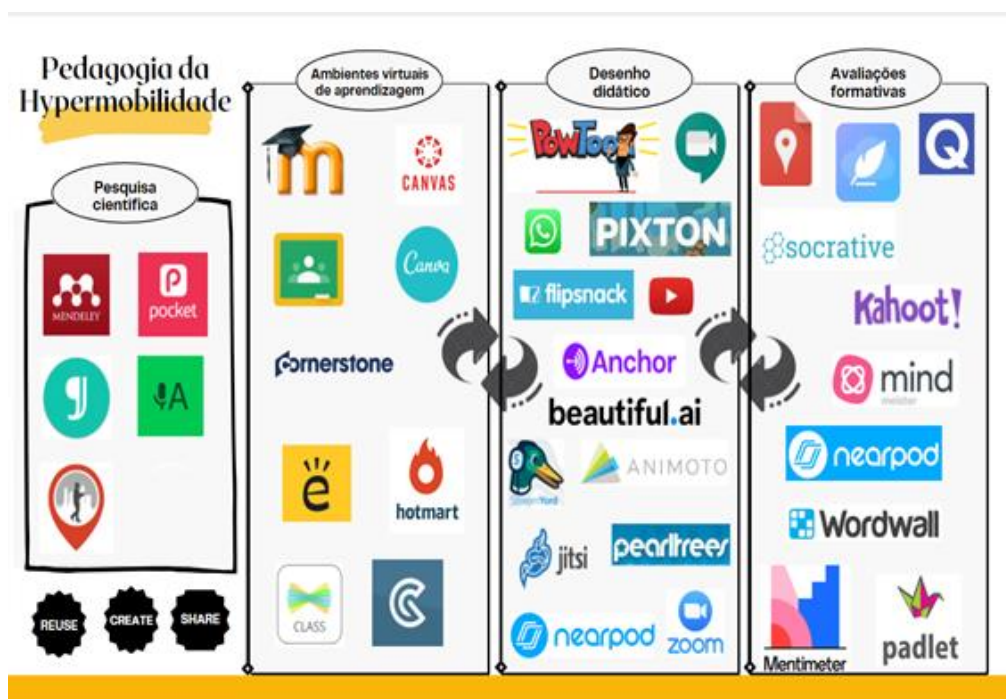 Pedagogia da
Hypermobilidade
Pesquisa
científica
MENDELEY
pocket
A
REUSE
CREATE
SHARE
Ambientes virtuais
de aprendizagem
m
CANVAS
Canva
cornerstone
ë
hotmart
CLASS
Desenho
didático
POWTOON
PIXTON
flipsnack
Anchor
beautiful.ai
S
StreamYard
ANIMOTO
jitsi
pearltrees
nearpod
zoom
Avaliações
formativas
Q
socrative
Kahoot!
mind
meister
nearpod
Wordwall
Mentimeter
padlet